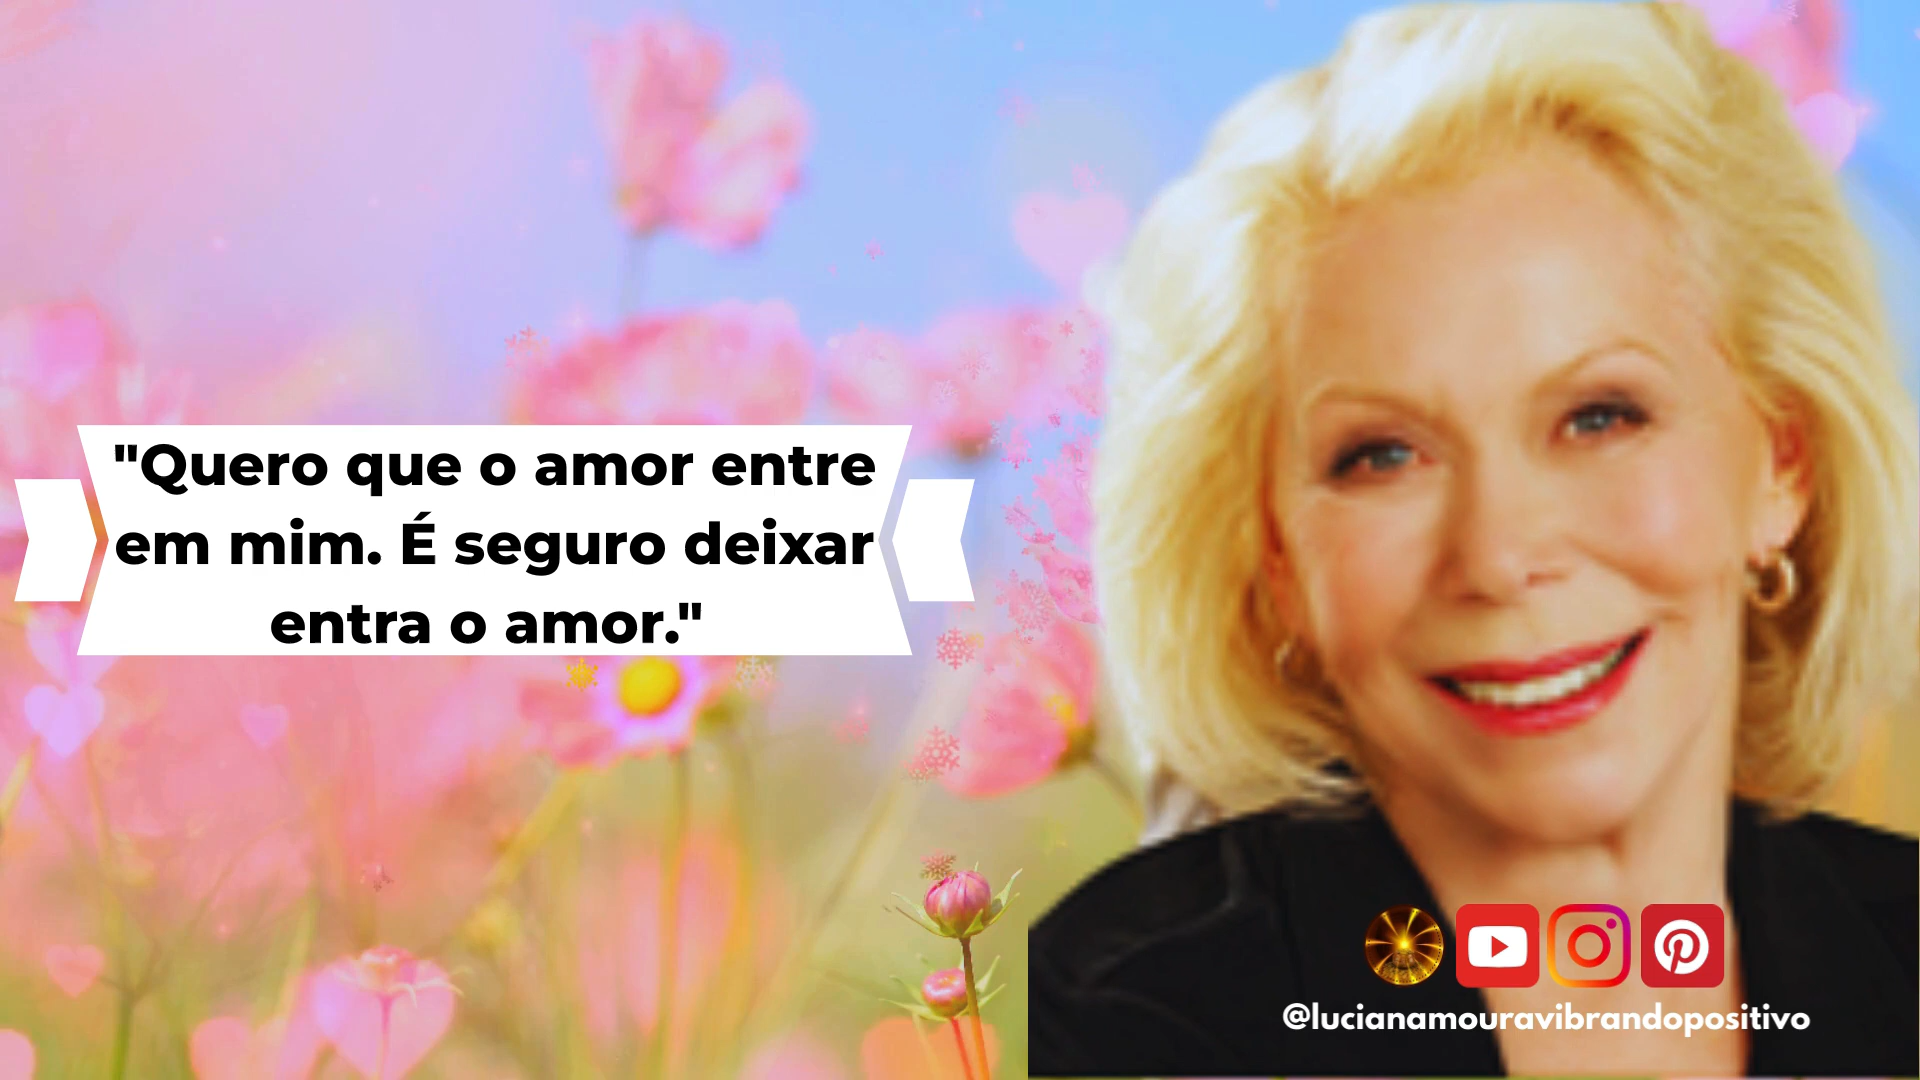 "Quero que o amor entre
em mim. É seguro deixar
entra o amor."
@lucianamouravibrandopositivo